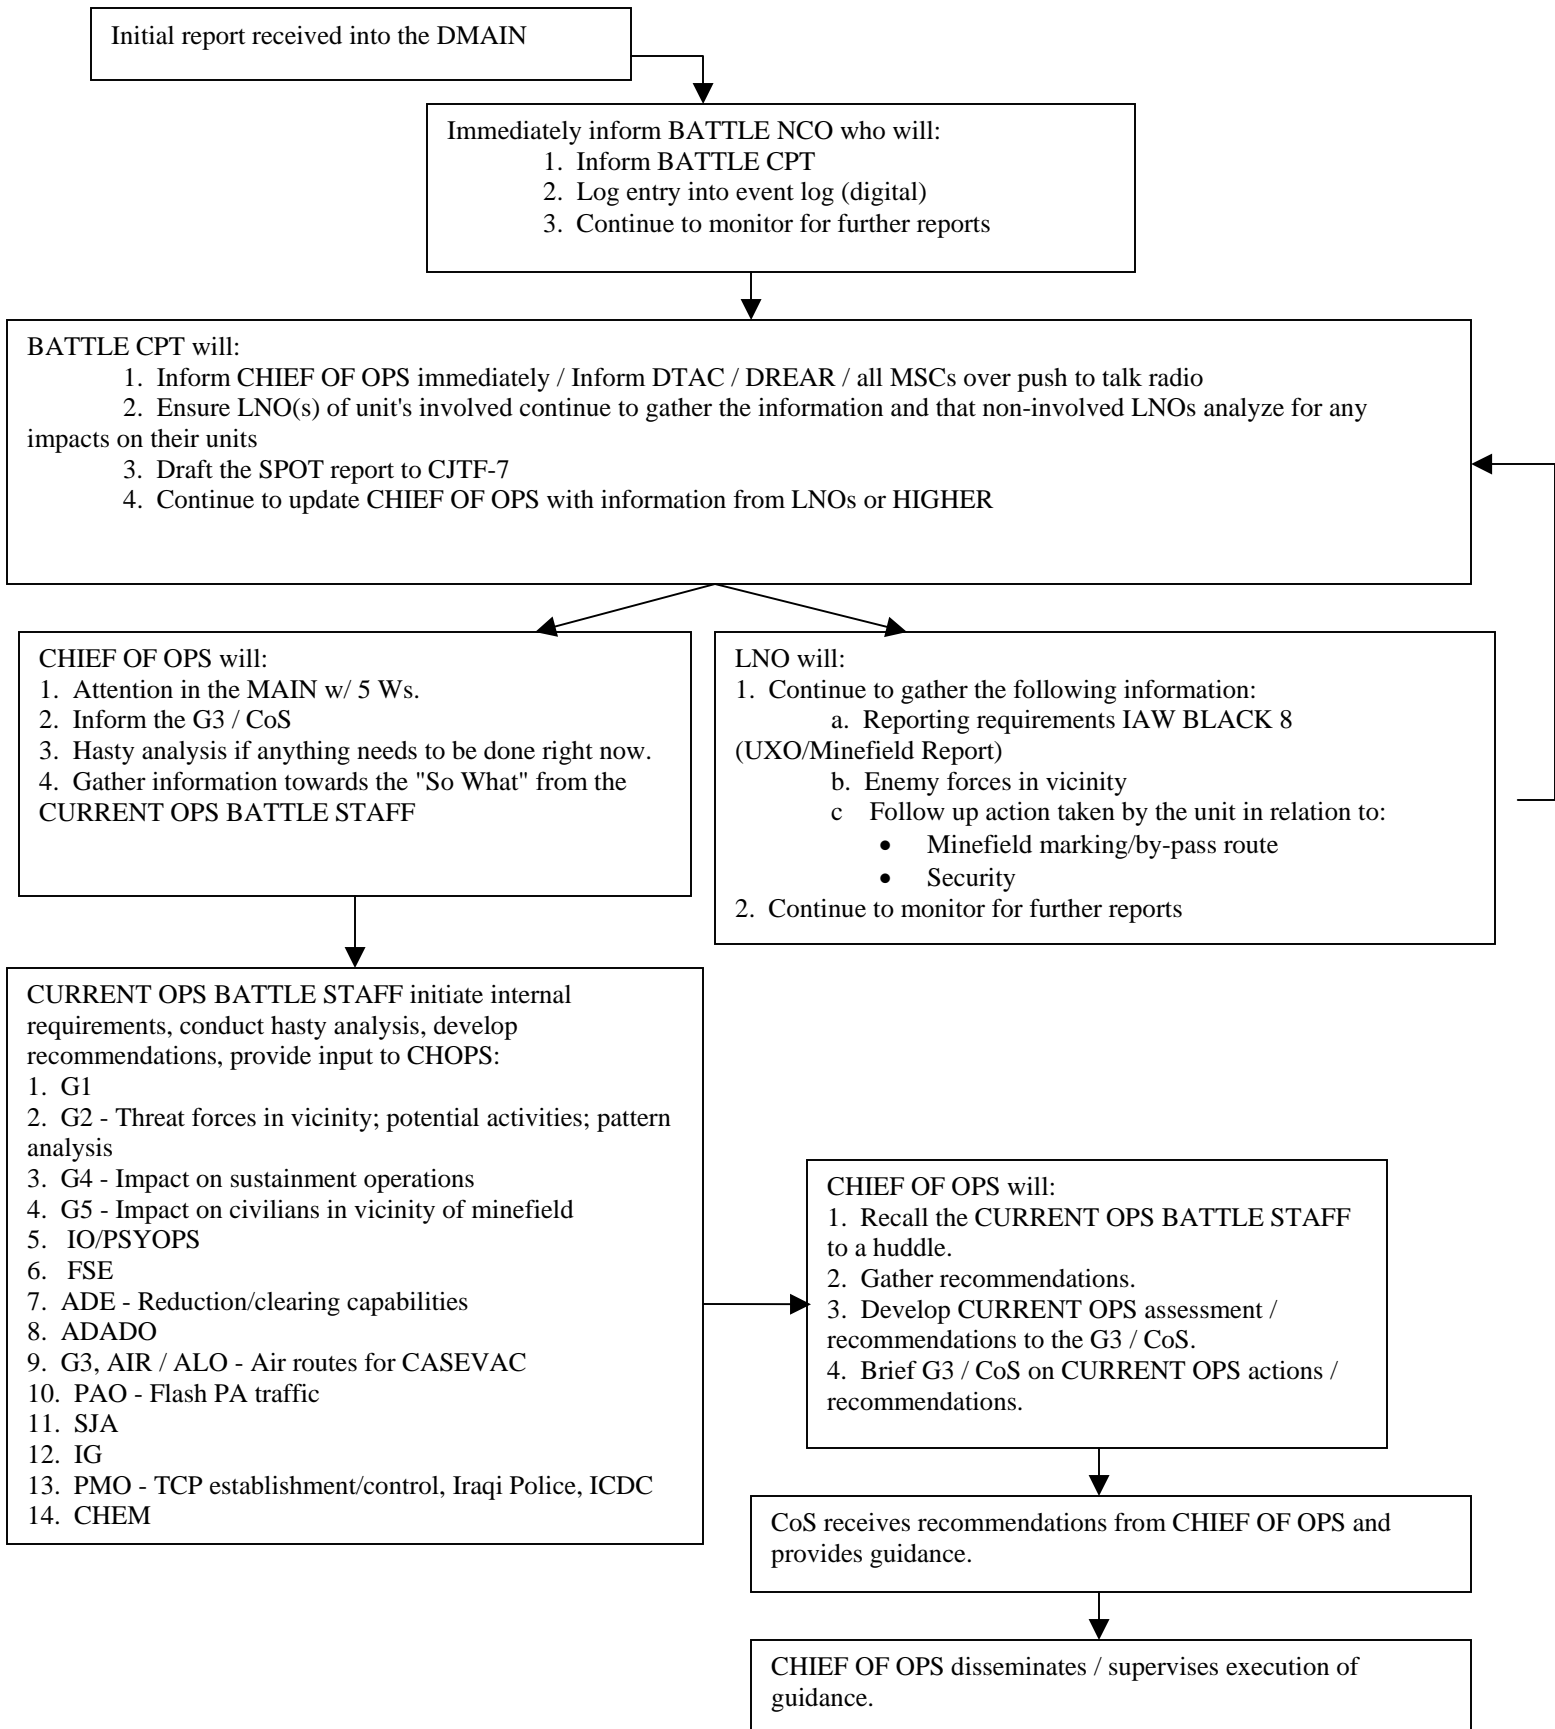 Initial report received into the DMAIN
Immediately inform BATTLE NCO who will:
1. Inform BATTLE CPT
2. Log entry into event log (digital)
3. Continue to monitor for further reports
BATTLE CPT will:
1. Inform CHIEF OF OPS immediately / Inform DTAC / DREAR / all MSCs over push to talk radio
2. Ensure LNO(s) of unit's involved continue to gather the information and that non-involved LNOs analyze for any
impacts on their units
3. Draft the SPOT report to CJTF-7
4. Continue to update CHIEF OF OPS with information from LNOs or HIGHER
CHIEF OF OPS will:
1. Attention in the MAIN w/ 5 Ws.
2. Inform the G3 / CoS
3. Hasty analysis if anything needs to be done right now.
4. Gather information towards the "So What" from the
CURRENT OPS BATTLE STAFF
LNO will:
1. Continue to gather the following information:
a. Reporting requirements IAW BLACK 8
(UXO/Minefield Report)
b. Enemy forces in vicinity
c Follow up action taken by the unit in relation to:
• Minefield marking/by-pass route
• Security
2. Continue to monitor for further reports
CURRENT OPS BATTLE STAFF initiate internal
requirements, conduct hasty analysis, develop
recommendations, provide input to CHOPS:
1. G1
2. G2 - Threat forces in vicinity; potential activities; pattern
analysis
3. G4 - Impact on sustainment operations
4. G5 - Impact on civilians in vicinity of minefield
5. IO/PSYOPS
6. FSE
7. ADE - Reduction/clearing capabilities
8. ADADO
9. G3, AIR / ALO - Air routes for CASEVAC
10. PAO - Flash PA traffic
11. SJA
12. IG
13. PMO - TCP establishment/control, Iraqi Police, ICDC
14. CHEM
CHIEF OF OPS will:
1. Recall the CURRENT OPS BATTLE STAFF
to a huddle.
2. Gather recommendations.
3. Develop CURRENT OPS assessment /
recommendations to the G3 / CoS.
4. Brief G3 / CoS on CURRENT OPS actions /
recommendations.
CoS receives recommendations from CHIEF OF OPS and
provides guidance.
CHIEF OF OPS disseminates / supervises execution of
guidance.